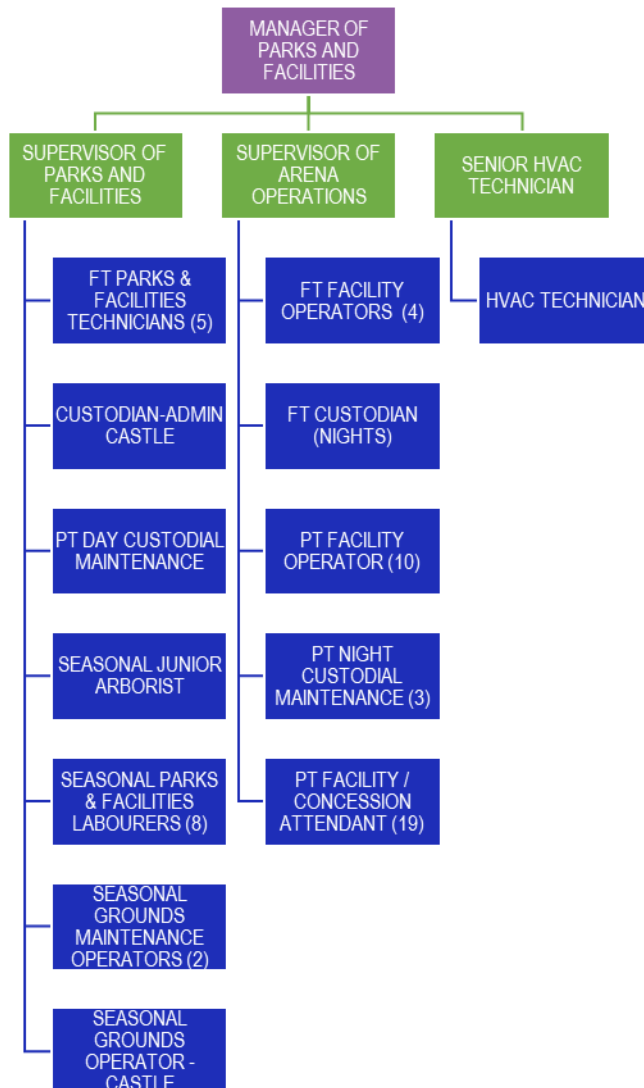 MANAGER OF
PARKS AND
FACILITIES
SUPERVISOR OF
PARKS AND
FACILITIES
SUPERVISOR OF
ARENA
OPERATIONS
SENIOR HVAC
TECHNICIAN
FT PARKS &
FACILITIES
TECHNICIANS (5)
CUSTODIAN-ADMIN
CASTLE
PT DAY CUSTODIAL
MAINTENANCE
SEASONAL JUNIOR
ARBORIST
SEASONAL PARKS
& FACILITIES
LABOURERS (8)
SEASONAL
GROUNDS
MAINTENANCE
OPERATORS (2)
SEASONAL
GROUNDS
OPERATOR -
CASTLE
FT FACILITY
OPERATORS (4)
FT CUSTODIAN
(NIGHTS)
PT FACILITY
OPERATOR (10)
PT NIGHT
CUSTODIAL
MAINTENANCE (3)
PT FACILITY /
CONCESSION
ATTENDANT (19)
HVAC TECHNICIAN